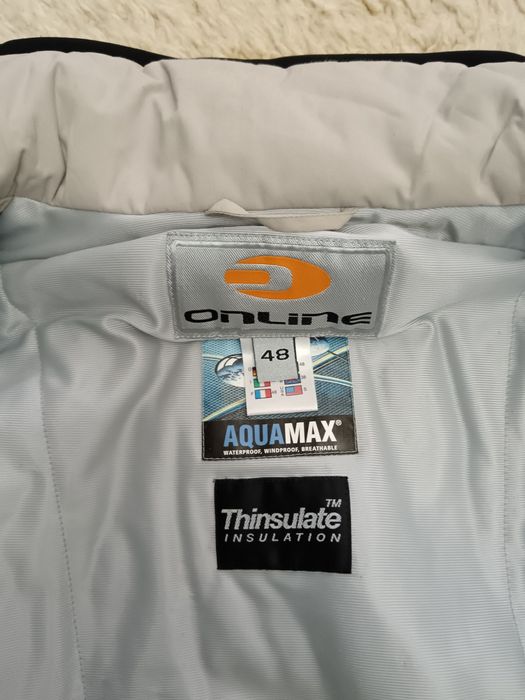 ONLINE
48
AQUAMAX®
WATERPROOF, WINDPROOF, BREATHABLE
Thinsulate™
INSULATION